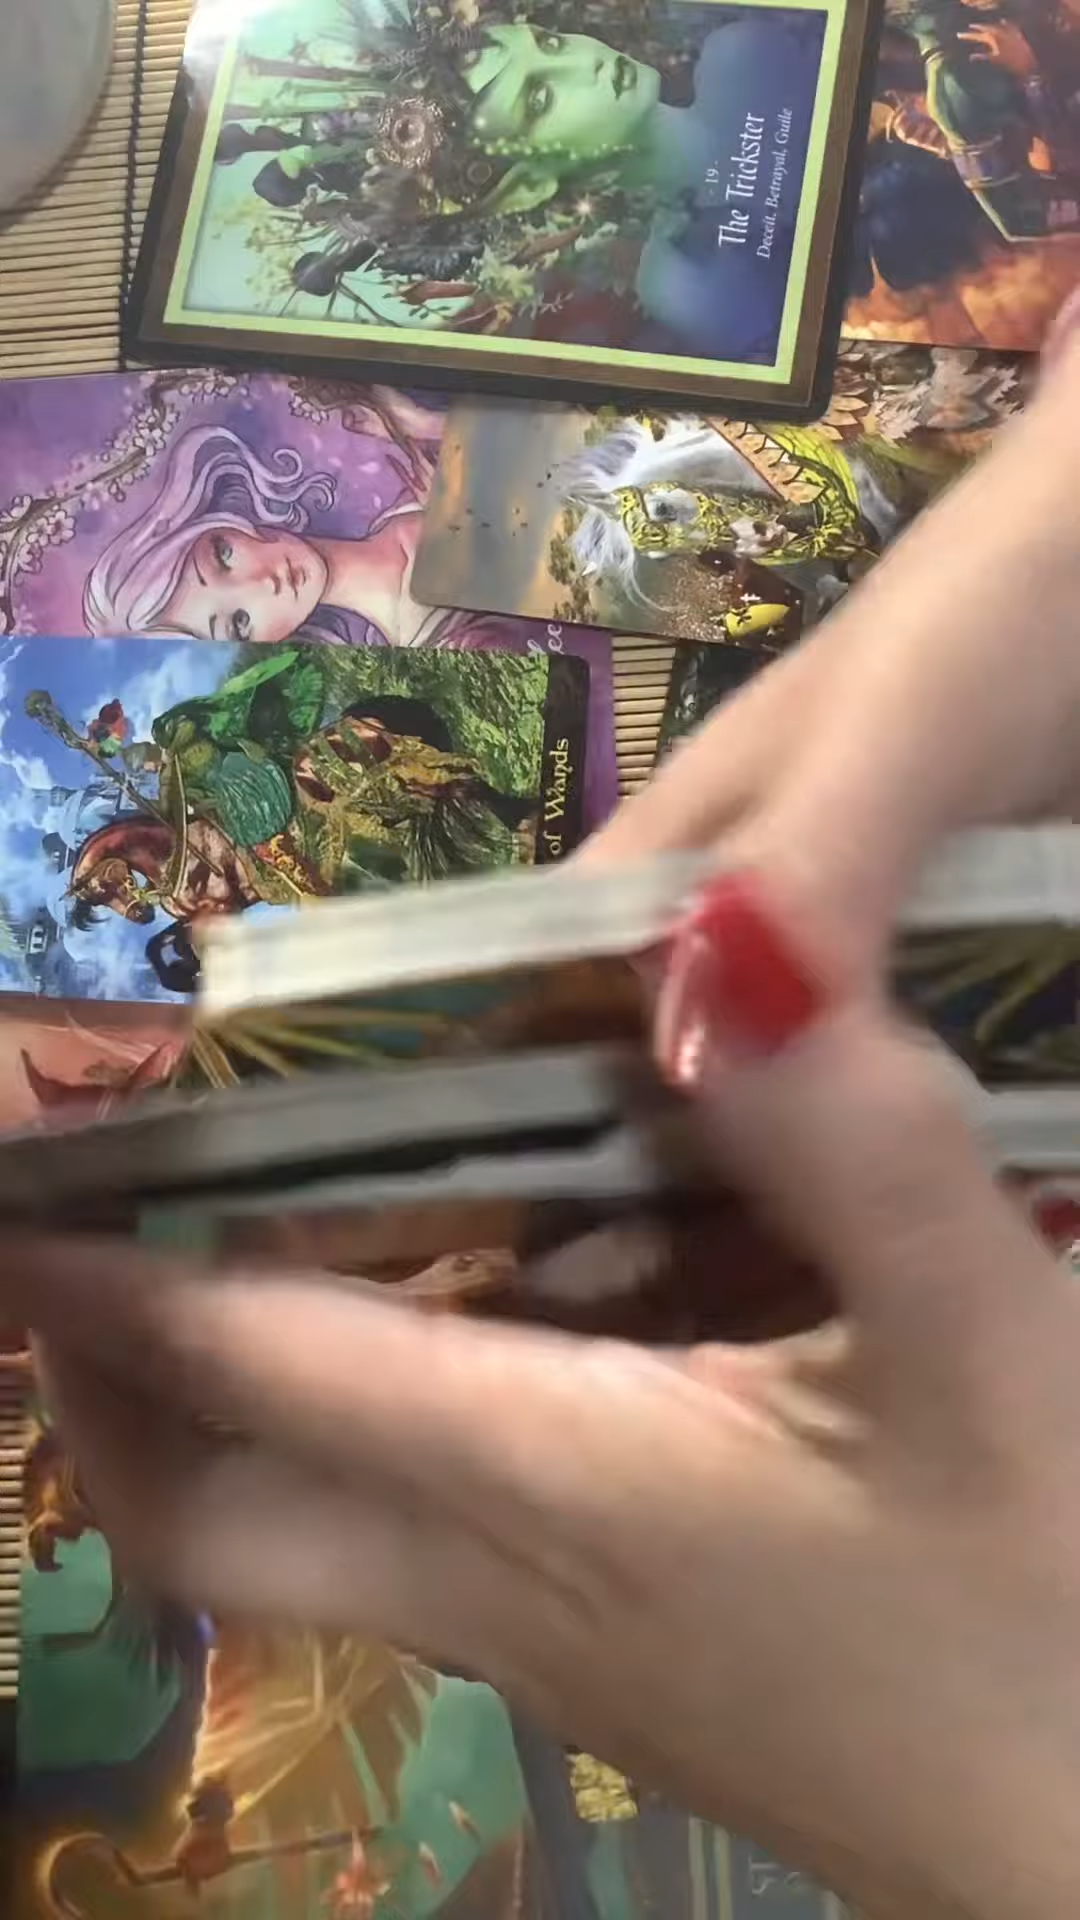 - 19 -
The Trickster
Deceit, Betrayal, Guile
of Wands